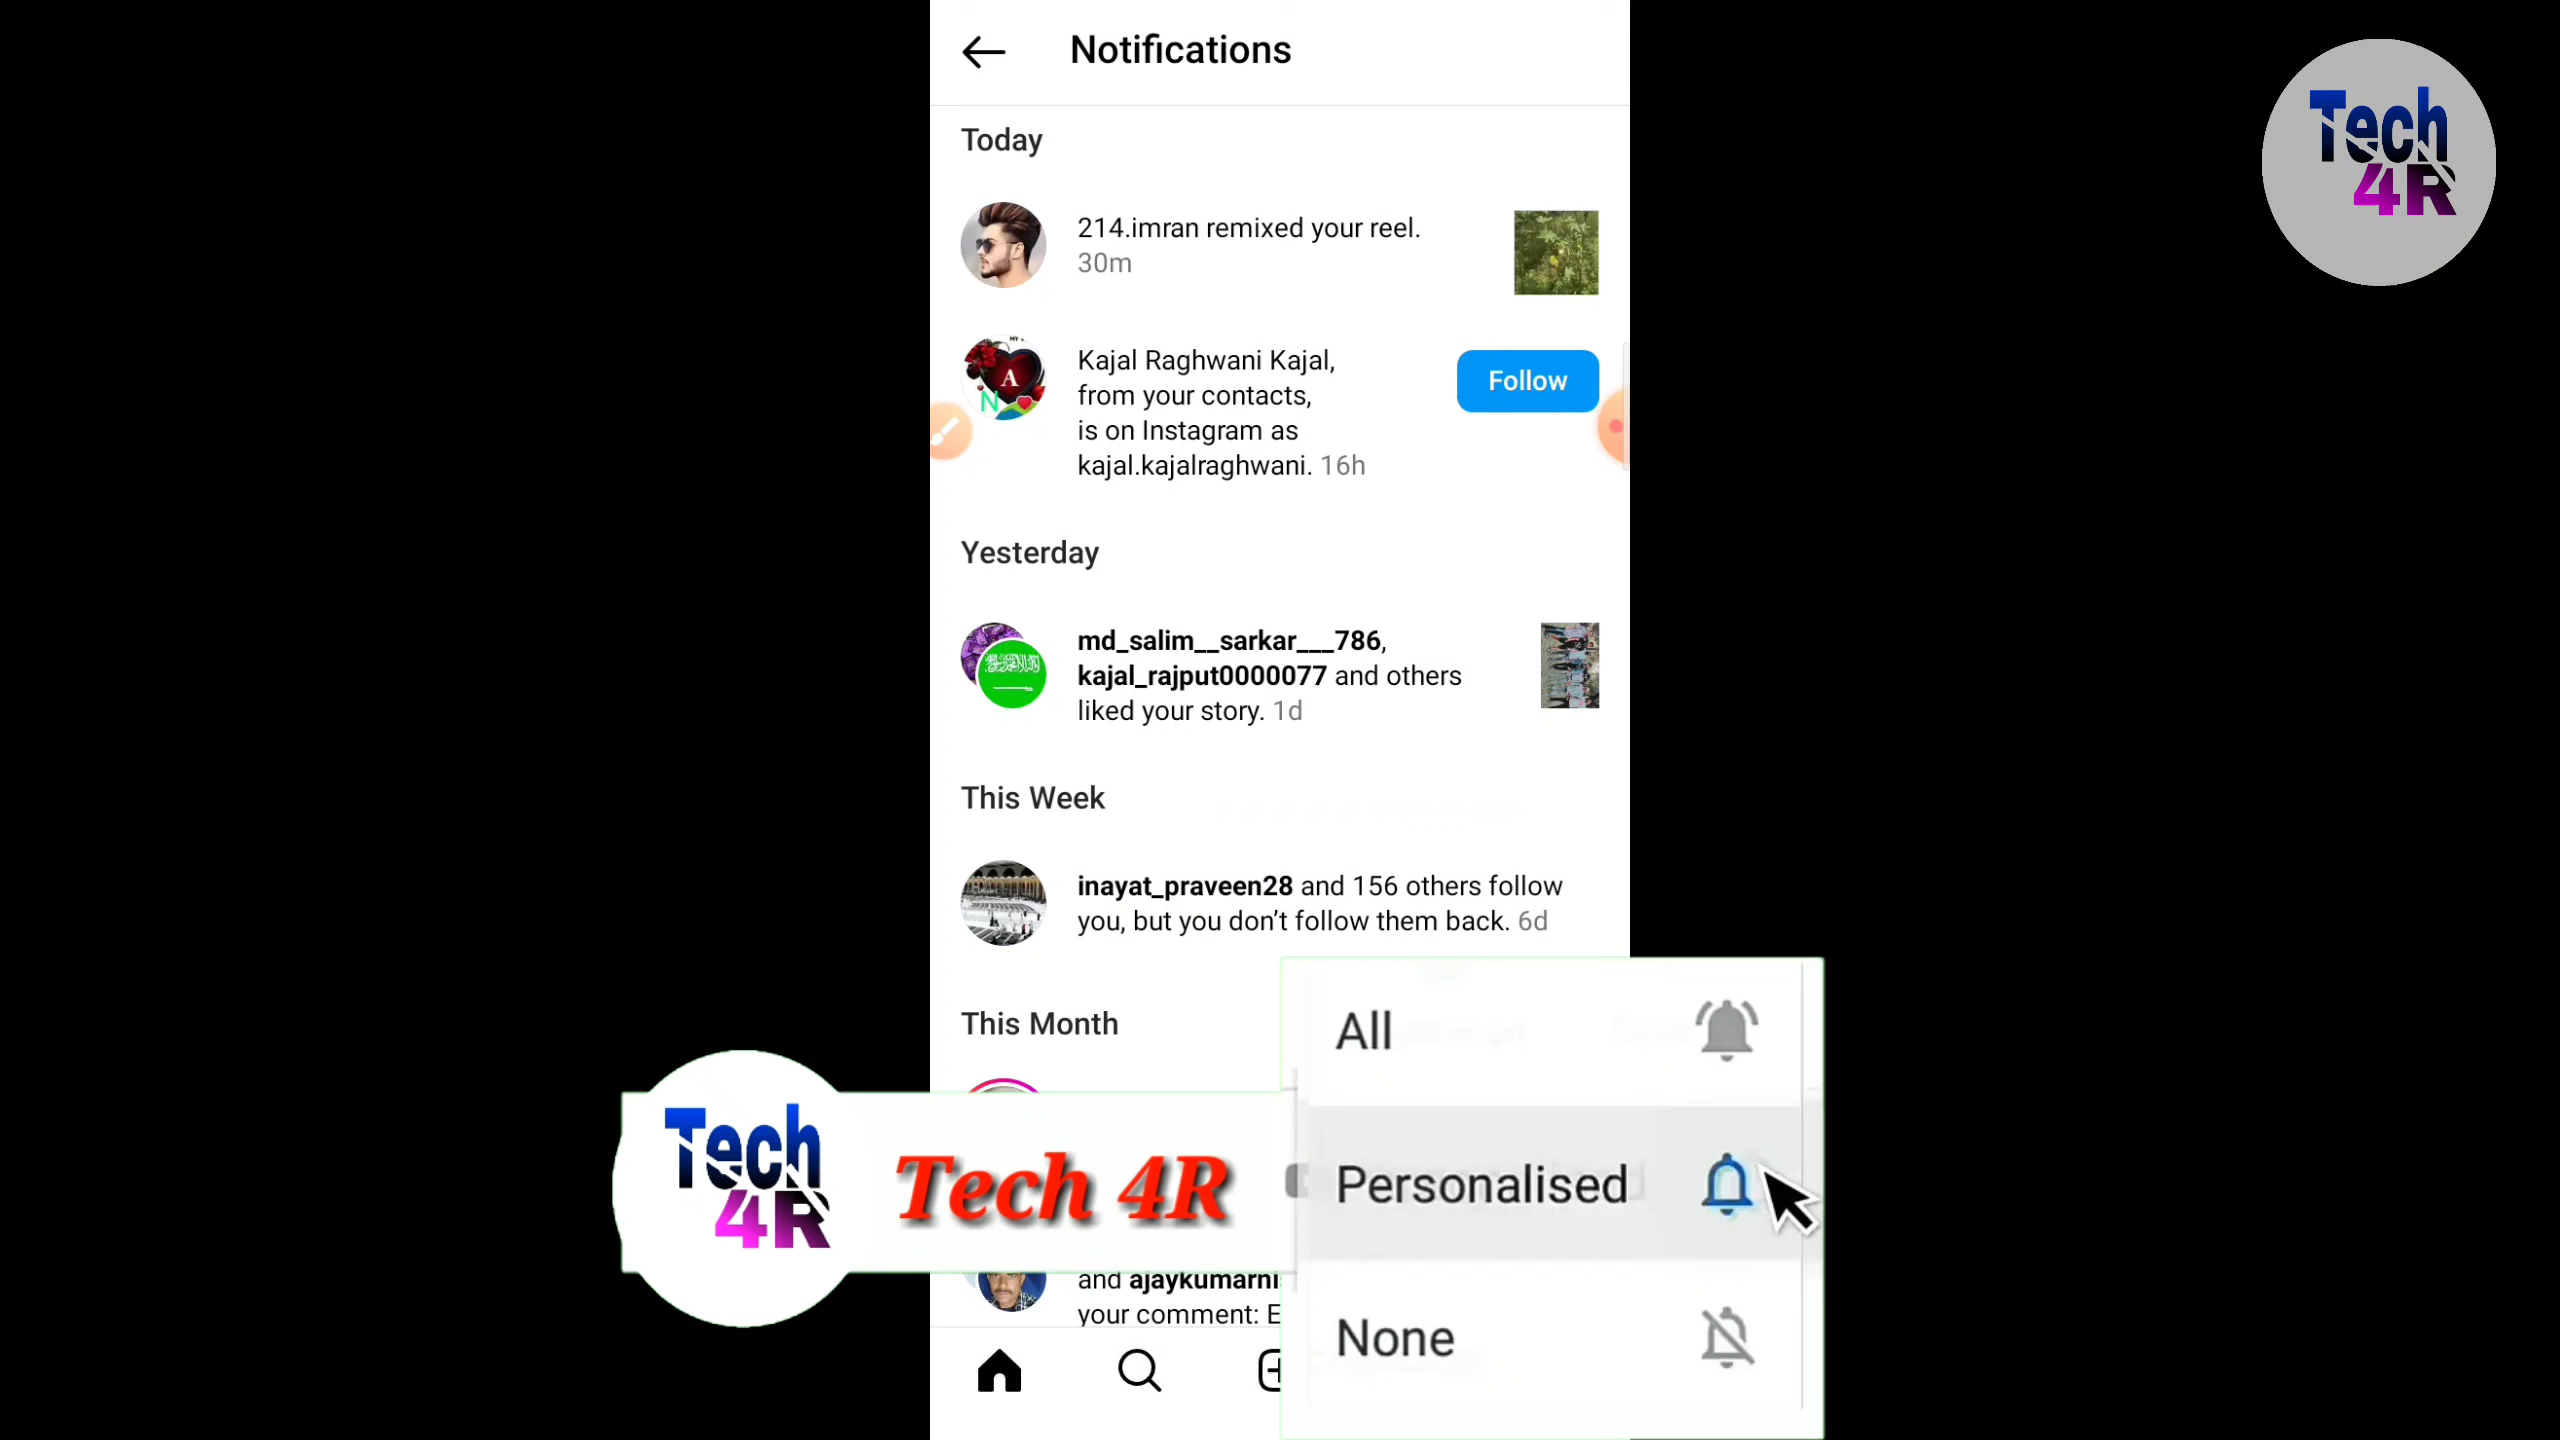 Notifications
Tech
4R
Today
214.imran remixed your reel.
30m
Kajal Raghwani Kajal,
from your contacts,
is on Instagram as
kajal.kajalraghwani. 16h
Follow
A
N
Yesterday
md_salim__sarkar___786,
kajal_rajput0000077 and others
liked your story. 1d
This Week
inayat_praveen28 and 156 others follow
you, but you don’t follow them back. 6d
This Month
All
Tech
4R
Tech 4R
Personalised
and
your comment:
None